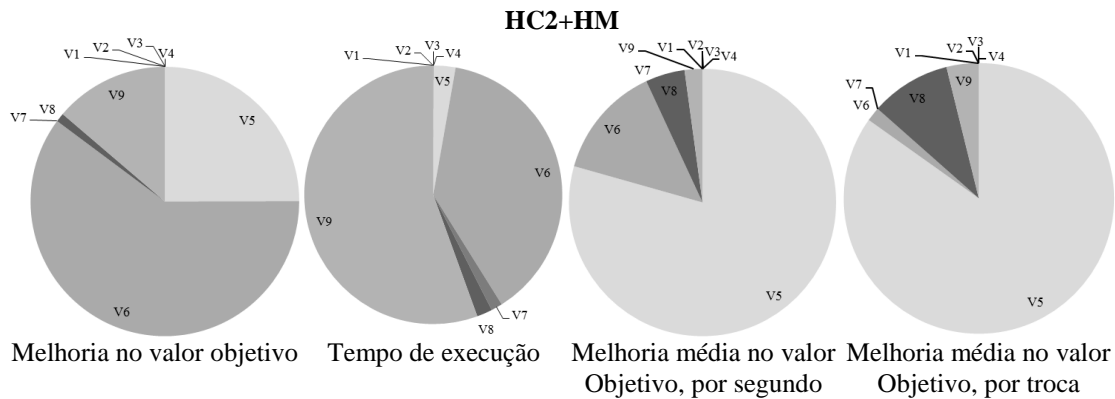 HC2+HM
V1 V2 V3 V4
V5
V6
V7
V8
V9
Melhoria no valor objetivo
V1 V2 V3 V4
V5
V6
V7
V8
V9
Tempo de execução
V9 V1 V2 V3 V4
V5
V6
V7
V8
Melhoria média no valor
Objetivo, por segundo
V1 V2 V3 V4
V5
V6
V7
V8
V9
Melhoria média no valor
Objetivo, por troca